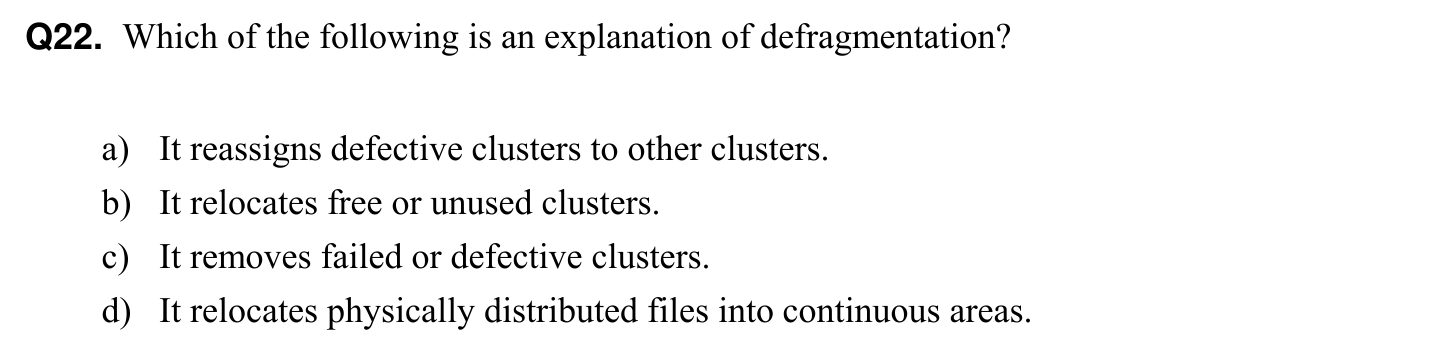 Q22. Which of the following is an explanation of defragmentation?
a) It reassigns defective clusters to other clusters.
b) It relocates free or unused clusters.
c) It removes failed or defective clusters.
d) It relocates physically distributed files into continuous areas.